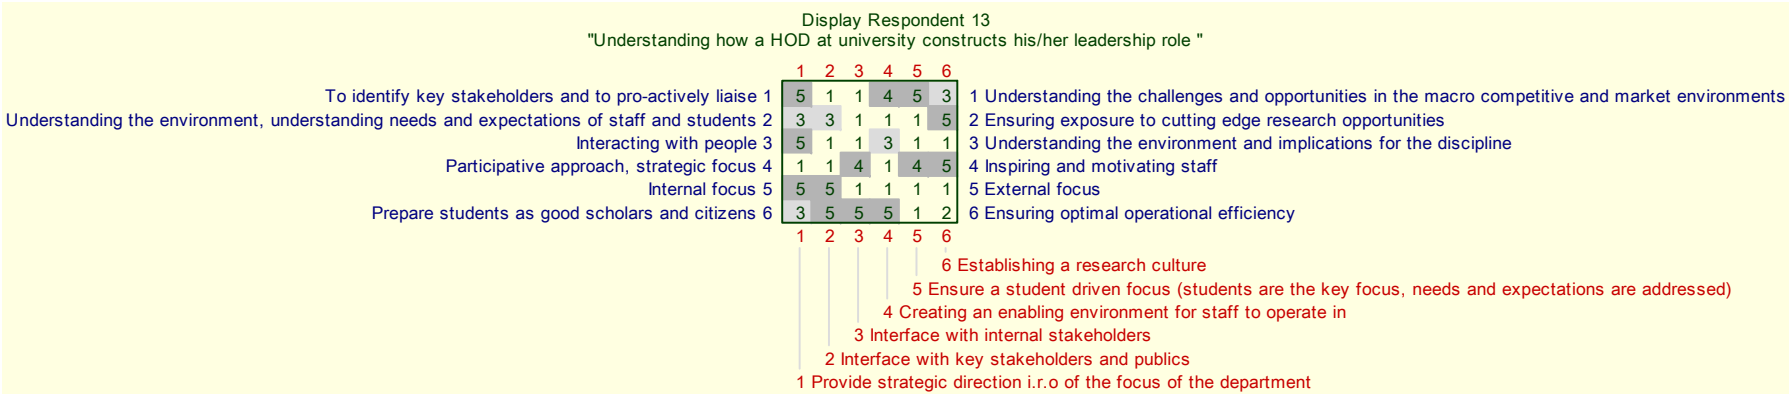 Display Respondent 13
"Understanding how a HOD at university constructs his/her leadership role "
1 2 3 4 5 6
To identify key stakeholders and to pro-actively liaise 1 5 1 1 4 5 3 1 Understanding the challenges and opportunities in the macro competitive and market environments
Understanding the environment, understanding needs and expectations of staff and students 2 3 3 1 1 1 5 2 Ensuring exposure to cutting edge research opportunities
Interacting with people 3 5 1 1 3 1 1 3 Understanding the environment and implications for the discipline
Participative approach, strategic focus 4 1 1 4 1 4 5 4 Inspiring and motivating staff
Internal focus 5 5 5 1 1 1 1 5 External focus
Prepare students as good scholars and citizens 6 3 5 5 5 1 2 6 Ensuring optimal operational efficiency
1 2 3 4 5 6
6 Establishing a research culture
5 Ensure a student driven focus (students are the key focus, needs and expectations are addressed)
4 Creating an enabling environment for staff to operate in
3 Interface with internal stakeholders
2 Interface with key stakeholders and publics
1 Provide strategic direction i.r.o of the focus of the department